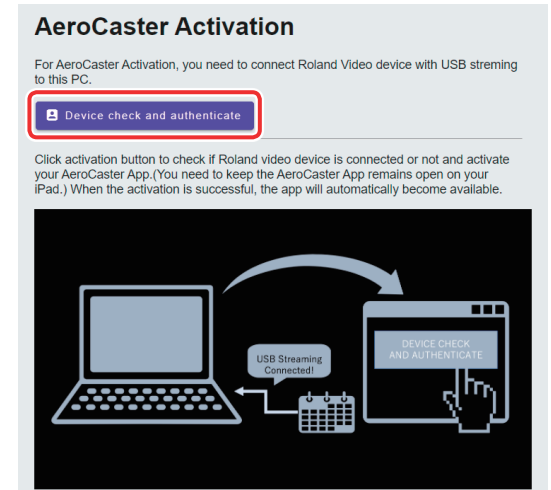 AeroCaster Activation
For AeroCaster Activation, you need to connect Roland Video device with USB streming
to this PC.
Device check and authenticate
Click activation button to check if Roland video device is connected or not and activate
your AeroCaster App.(You need to keep the AeroCaster App remains open on your
iPad.) When the activation is successful, the app will automatically become available.
USB Streaming
Connected!
DEVICE CHECK
AND AUTHENTICATE